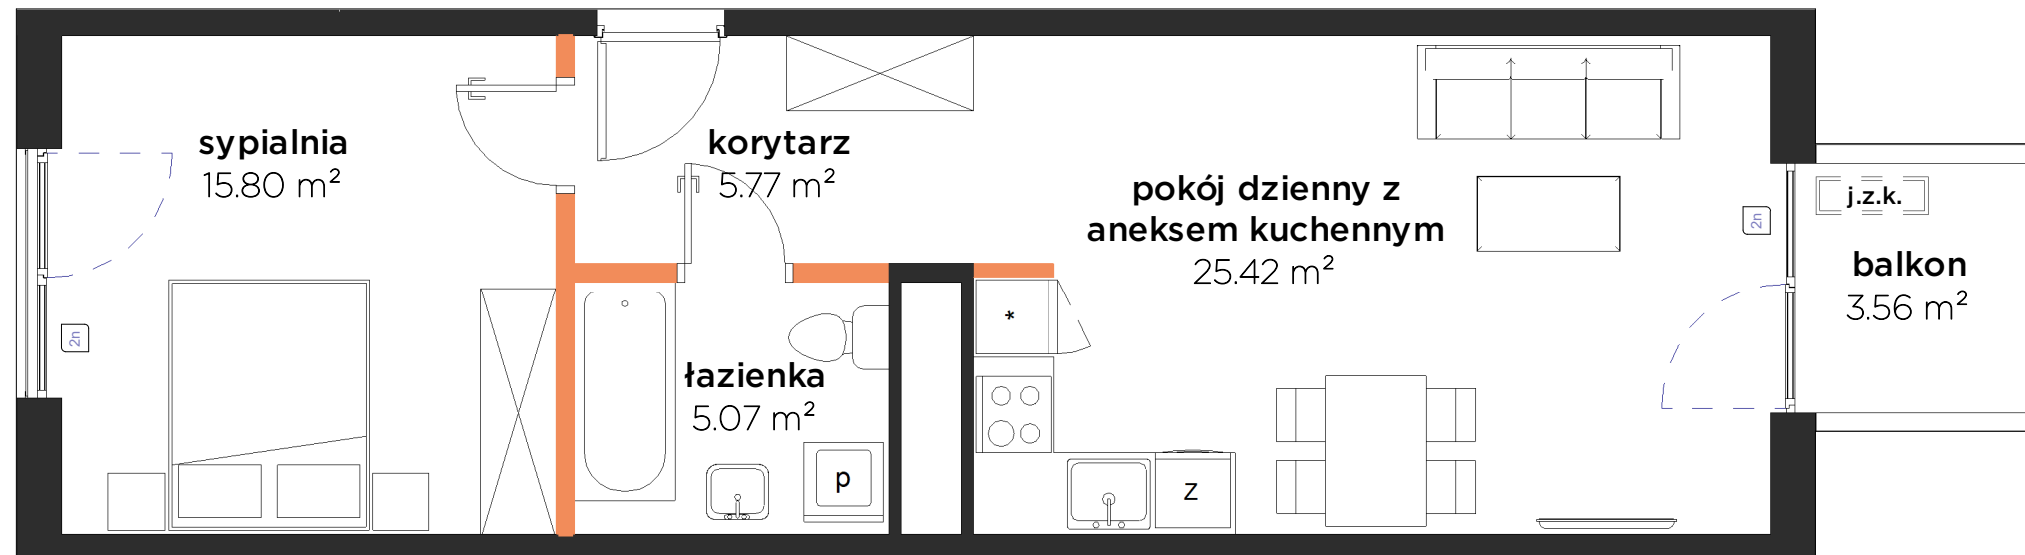 sypialnia
15.80 m²
korytarz
5.77 m²
pokój dzienny z
aneksem kuchennym
25.42 m²
j.z.k.
balkon
3.56 m²
łazienka
5.07 m²
2n
2n
*
p
Z